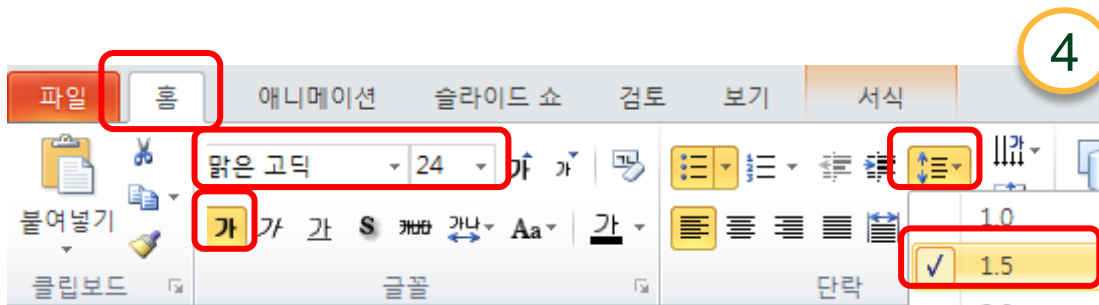 4
파일 홈 애니메이션 슬라이드 쇼 검토 보기 서식
맑은 고딕 24 가 가
붙여넣기
가 가 가 S 가나 Aa 가
1.0
1.5
클립보드 글꼴 단락